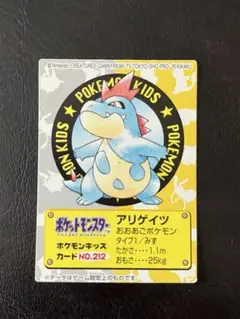 © Nintendo・CREATURES・GAME FREAK・TV TOKYO・SHO-PRO・JR KIKAKU
POKEMON KIDS
POKEMON
MON KIDS
ポケットモンスター
POCKET MONSTERS
ポケモンキッズ
カード NO.212
アリゲイツ
おおあごポケモン
タイプ1/みず
たかさ・・・・1.1m
おもさ・・・・25kg
※データはゲーム設定上のものです。